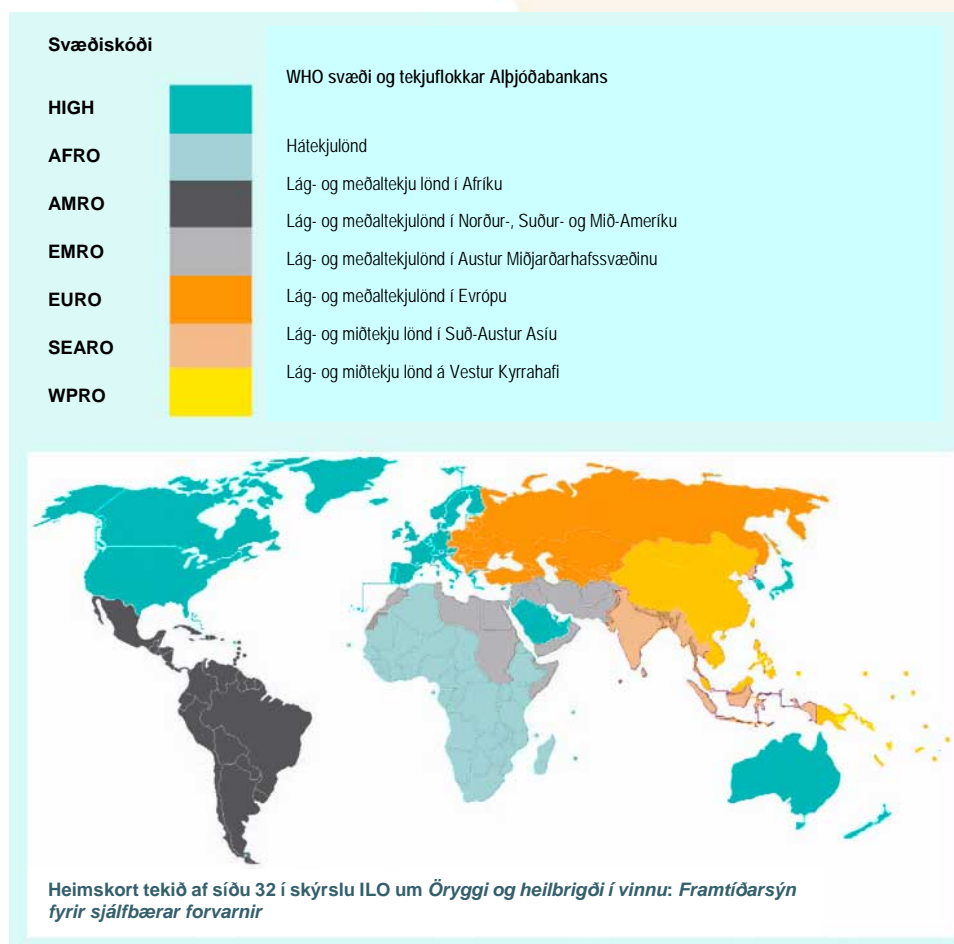 Svæðiskóði
WHO svæði og tekjuflokkar Alþjóðabankans
HIGH
Hátekjulönd
AFRO
Lág- og meðaltekju lönd í Afríku
AMRO
Lág- og meðaltekjulönd í Norður-, Suður- og Mið-Ameríku
EMRO
Lág- og meðaltekjulönd í Austur Miðjarðarhafssvæðinu
EURO
Lág- og meðaltekjulönd í Evrópu
SEARO
Lág- og miðtekju lönd í Suð-Austur Asíu
WPRO
Lág- og miðtekju lönd á Vestur Kyrrahafi
Heimskort tekið af síðu 32 í skýrslu ILO um Öryggi og heilbrigði í vinnu: Framtíðarsýn
fyrir sjálfbærar forvarnir